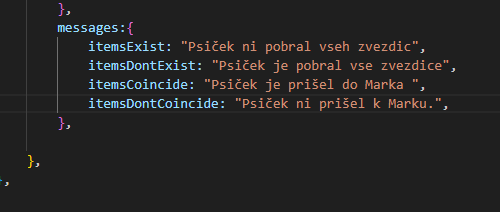 },
messages:{
itemsExist: "Psiček ni pobral vseh zvezdic",
itemsDontExist: "Psiček je pobral vse zvezdice",
itemsCoincide: "Psiček je prišel do Marka ",
itemsDontCoincide: "Psiček ni prišel k Marku.",
},
},
},